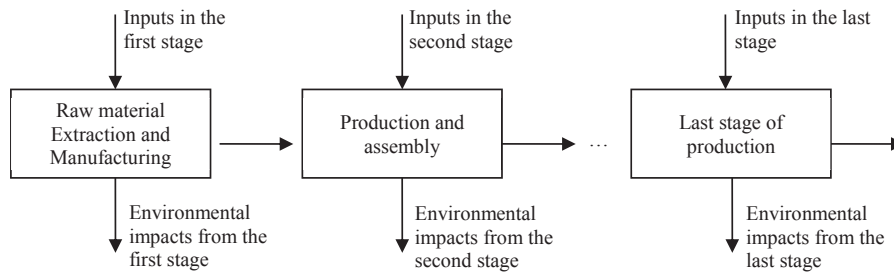 Inputs in the
first stage
Inputs in the
second stage
Inputs in the last
stage
Raw material
Extraction and
Manufacturing
Production and
assembly
...
Last stage of
production
Environmental
impacts from the
first stage
Environmental
impacts from the
second stage
Environmental
impacts from the
last stage